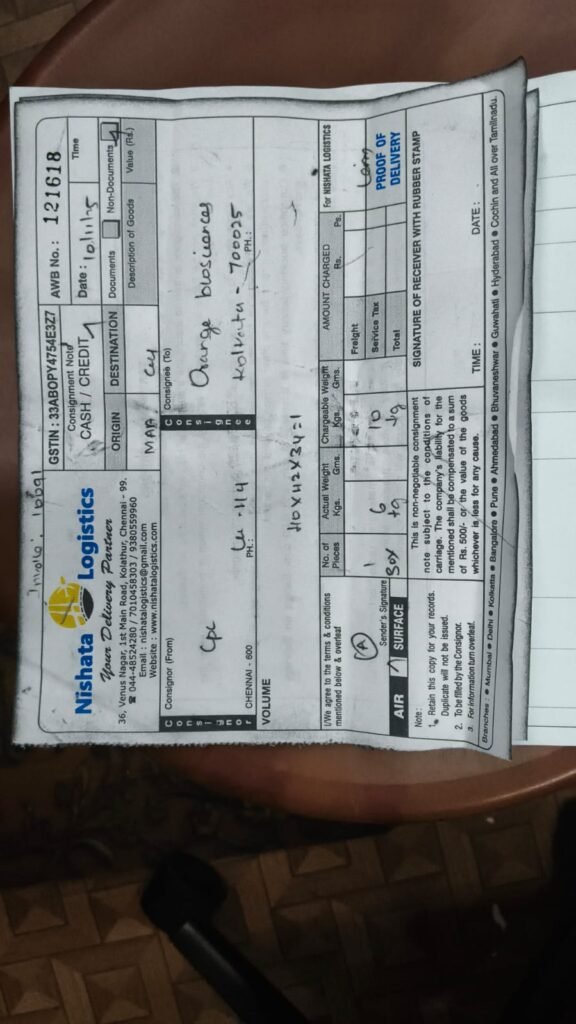 Invoice: 16091
Nishata Logistics
Your Delivery Partner
36, Venus Nagar, 1st Main Road, Kolathur, Chennai - 99.
☎ 044-48524280 / 7010458303 / 9380559960
Email : nishatalogistics@gmail.com
Website : www.nishatalogistics.com
GSTIN : 33ABOPY4754E3Z7
Consignment Note
CASH / CREDIT
AWB No. : 121618
Date : 10/11/25
Time
ORIGIN
DESTINATION
Documents
Non-Documents
MAA
CCU
Description of Goods
Value (Rs.)
Consignor
Consignor (From)
CPC
CHENNAI - 600
PH.:
Consignee
Consignee (To)
Orange biosciences
Kolkata - 700025
PH.:
VOLUME
40x42x34=1
I/We agree to the terms & conditions
mentioned below & overleaf
Sender's Signature
No. of
Pieces
Actual Weight
Kgs. Gms.
Chargeable Weight
Kgs. Gms.
AMOUNT CHARGED
Rs. Ps.
For NISHATA LOGISTICS
1
BOX
6
kg
10
kg
Freight
Service Tax
Total
PROOF OF
DELIVERY
AIR
SURFACE
Note :
1. Retain this copy for your records.
Duplicate will not be issued.
2. To be filled by the Consignor.
3. For information turn overleaf.
This is non-negotiable consignment
note subject to the conditions of
carriage. The company's liability for the
mentioned shall be compensated to a sum
of Rs. 500/- or the value of the goods
whichever is less for any cause.
SIGNATURE OF RECEIVER WITH RUBBER STAMP
TIME :
DATE :
Branches : ● Mumbai ● Delhi ● Kolkatta ● Bangalore ● Pune ● Ahmedabad ● Bhuvaneshwar ● Guwahati ● Hyderabad ● Cochin and All over Tamilnadu.